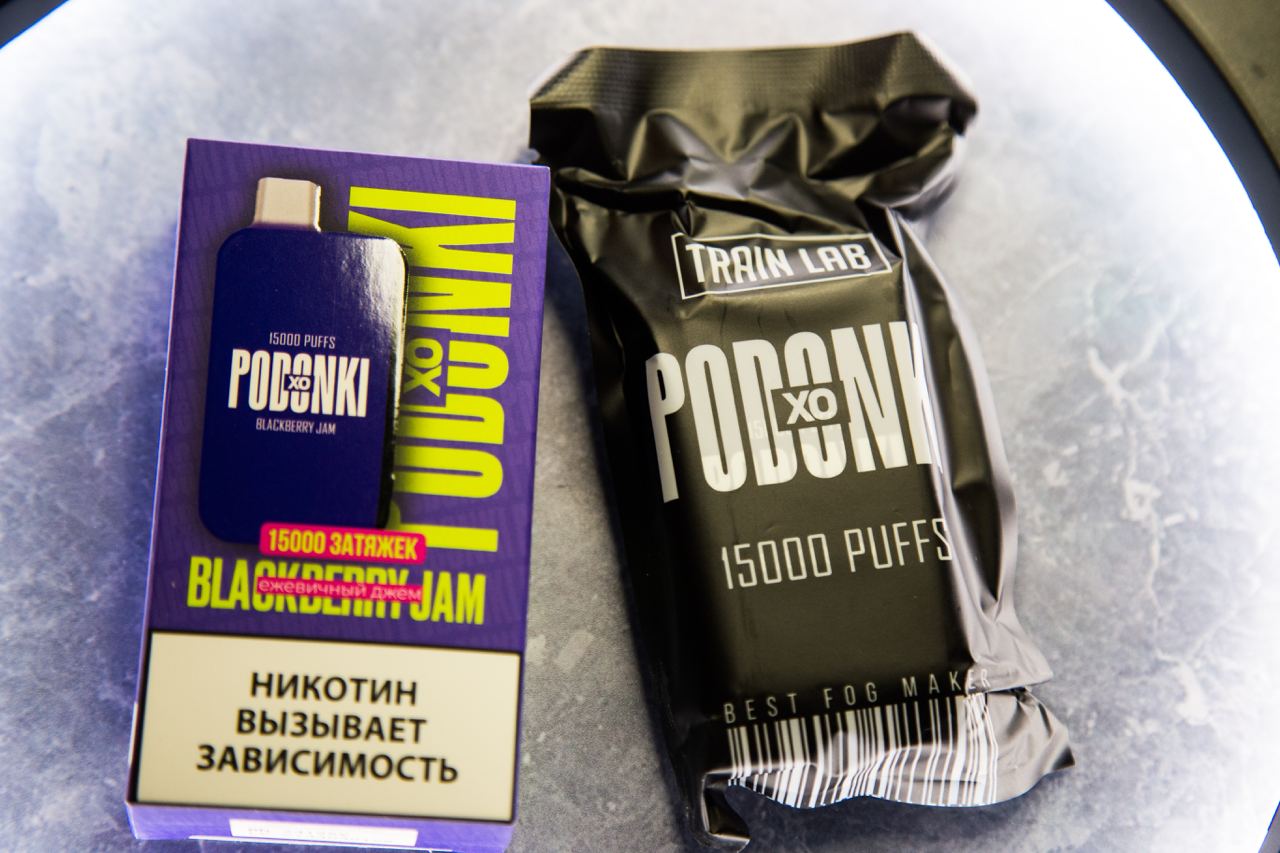 PODONKI
XO
15000 PUFFS
PODONKI
XO
BLACKBERRY JAM
15000 ЗАТЯЖЕК
BLACKBERRY JAM
ежевичный джем
НИКОТИН
ВЫЗЫВАЕТ
ЗАВИСИМОСТЬ
TRAIN LAB
PODONK
XO
15000 PUFFS
BEST FOG MAKER